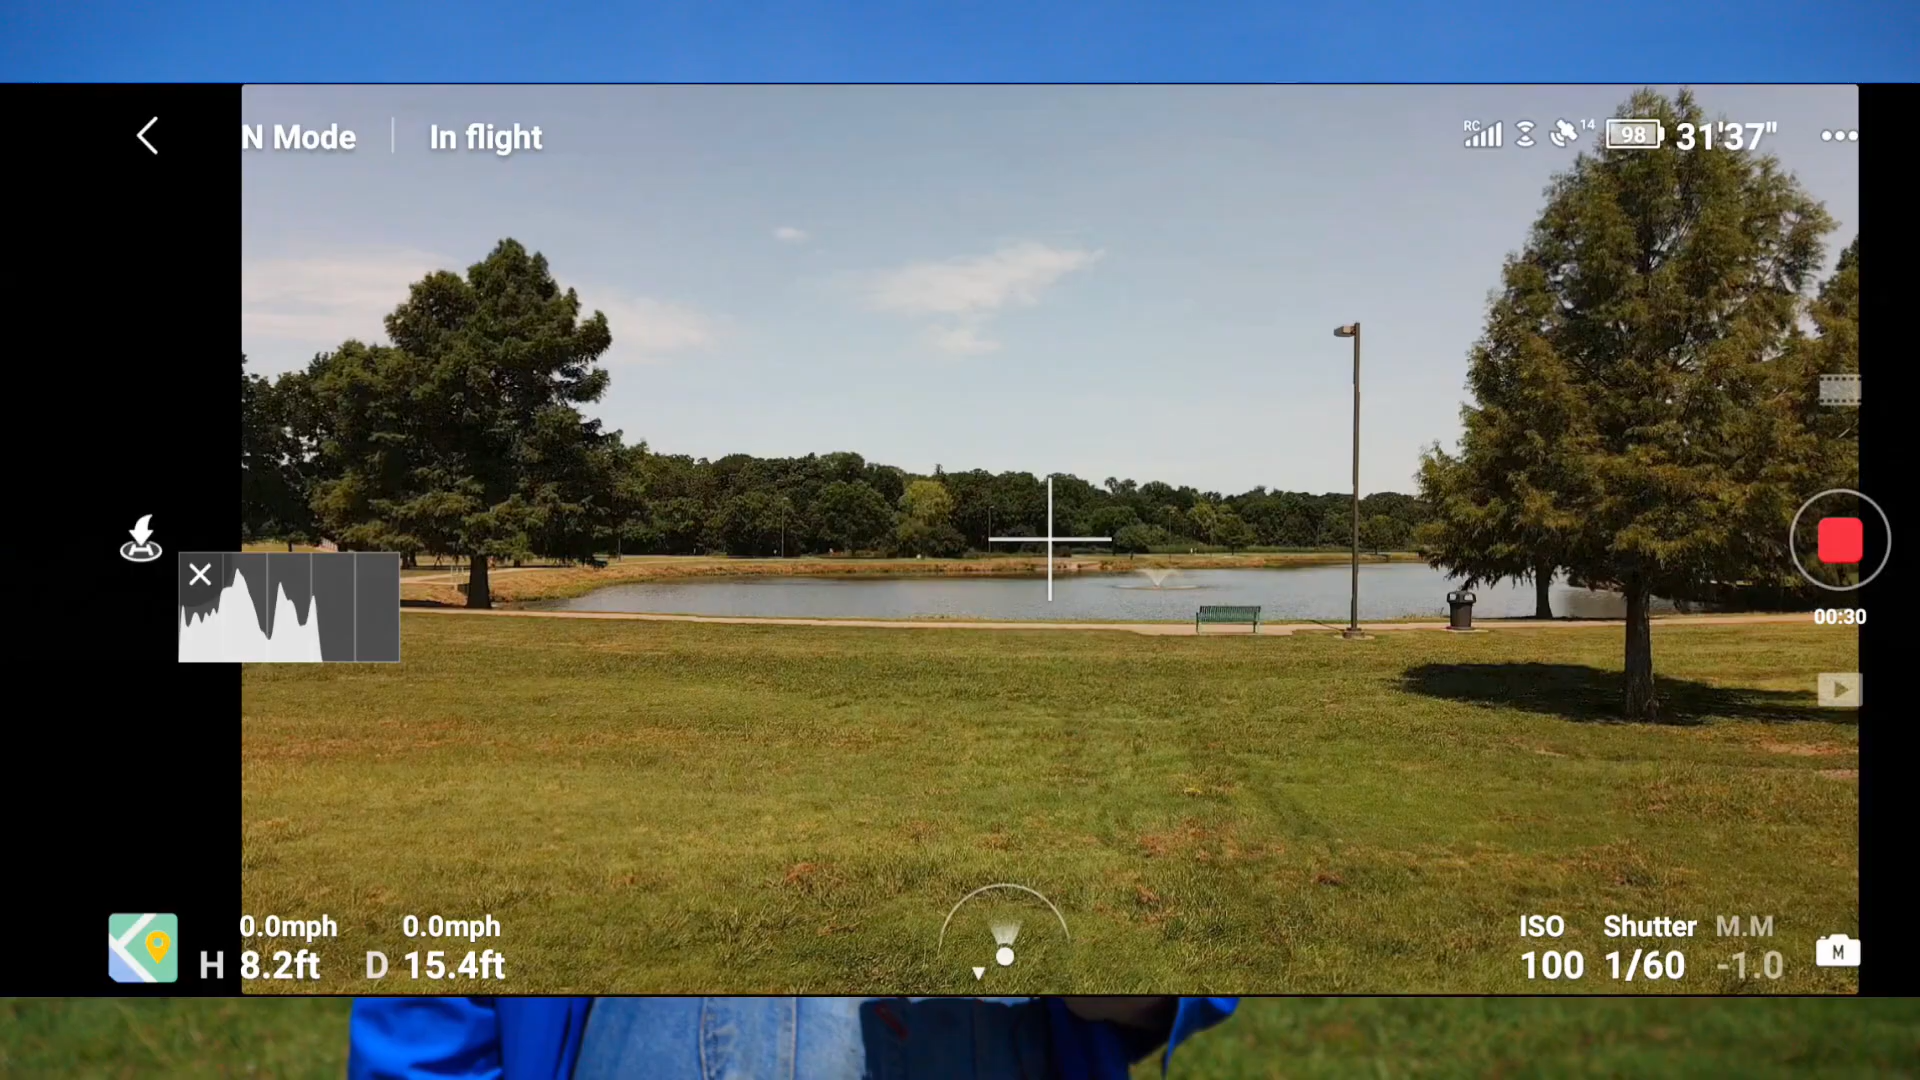 N Mode In flight RC 14 98 31'37"
00:30
0.0mph 0.0mph
H 8.2ft D 15.4ft
ISO Shutter M.M
100 1/60 -1.0 M